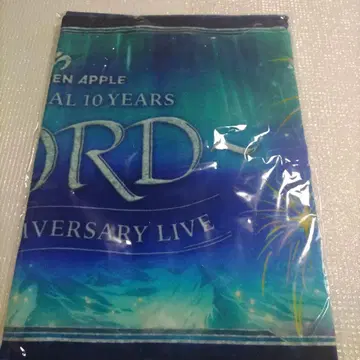 EN APPLE
AL 10 YEARS
ORD
IVERSARY LIVE